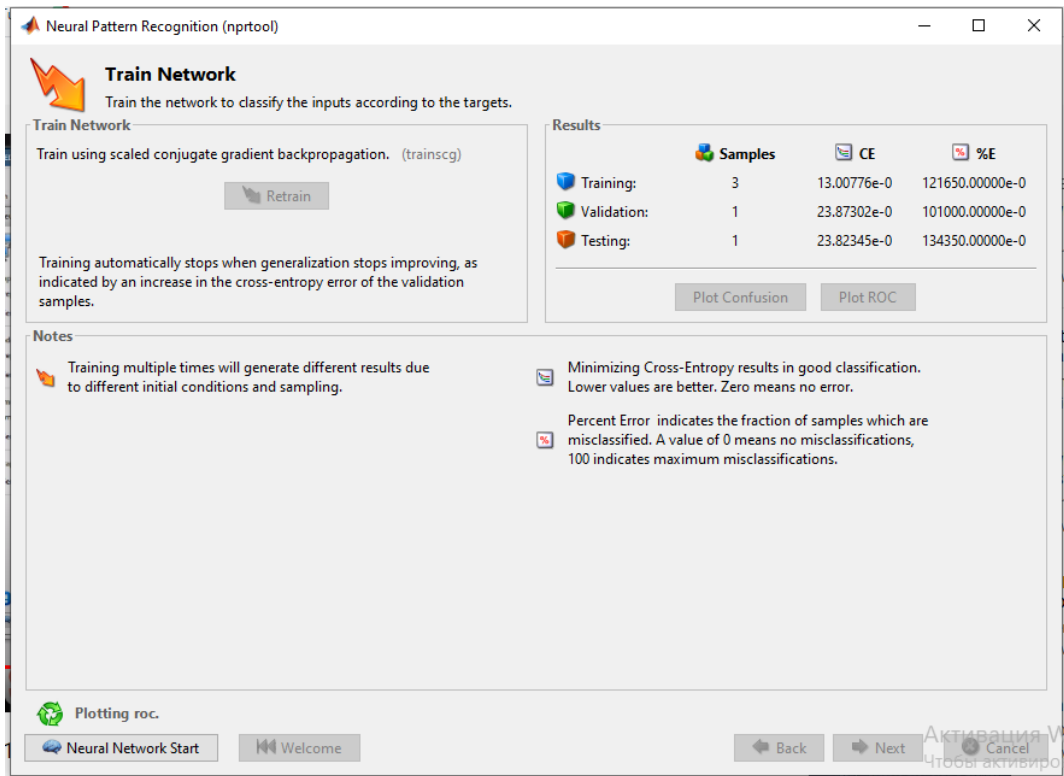 Neural Pattern Recognition (nprtool)
Train Network
Train the network to classify the inputs according to the targets.
Train Network
Train using scaled conjugate gradient backpropagation. (trainscg)
Retrain
Training automatically stops when generalization stops improving, as
indicated by an increase in the cross-entropy error of the validation
samples.
Results
Samples CE %E
Training: 3 13.00776e-0 121650.00000e-0
Validation: 1 23.87302e-0 101000.00000e-0
Testing: 1 23.82345e-0 134350.00000e-0
Plot Confusion Plot ROC
Notes
Training multiple times will generate different results due
to different initial conditions and sampling.
Minimizing Cross-Entropy results in good classification.
Lower values are better. Zero means no error.
Percent Error indicates the fraction of samples which are
misclassified. A value of 0 means no misclassifications,
100 indicates maximum misclassifications.
Plotting roc.
Neural Network Start Welcome Back Next Cancel
Активация W
Чтобы активиро